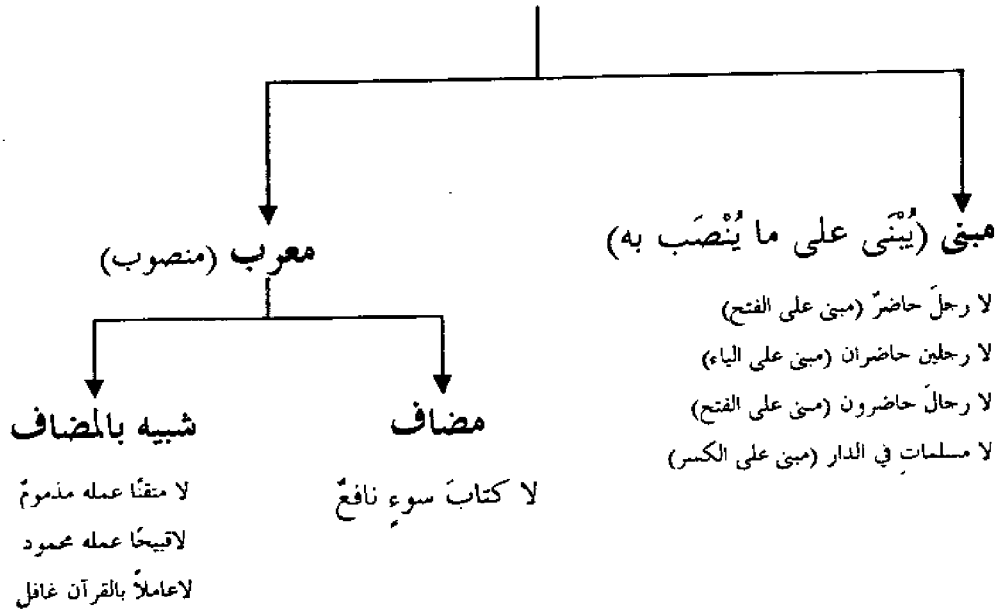 مبنى (يُبْنَى على ما يُنْصَب به)
لا رجلَ حاضرٌ (مبنى على الفتح)
لا رجلين حاضران (مبنى على الياء)
لا رجالَ حاضرون (مبنى على الفتح)
لا مسلماتِ في الدار (مبنى على الكسر)
معرب (منصوب)
مضاف
لا كتابَ سوءٍ نافعٌ
شبيه بالمضاف
لا متقنًا عمله مذمومٌ
لاقبيحًا عمله محمود
لاعاملاً بالقرآن غافل